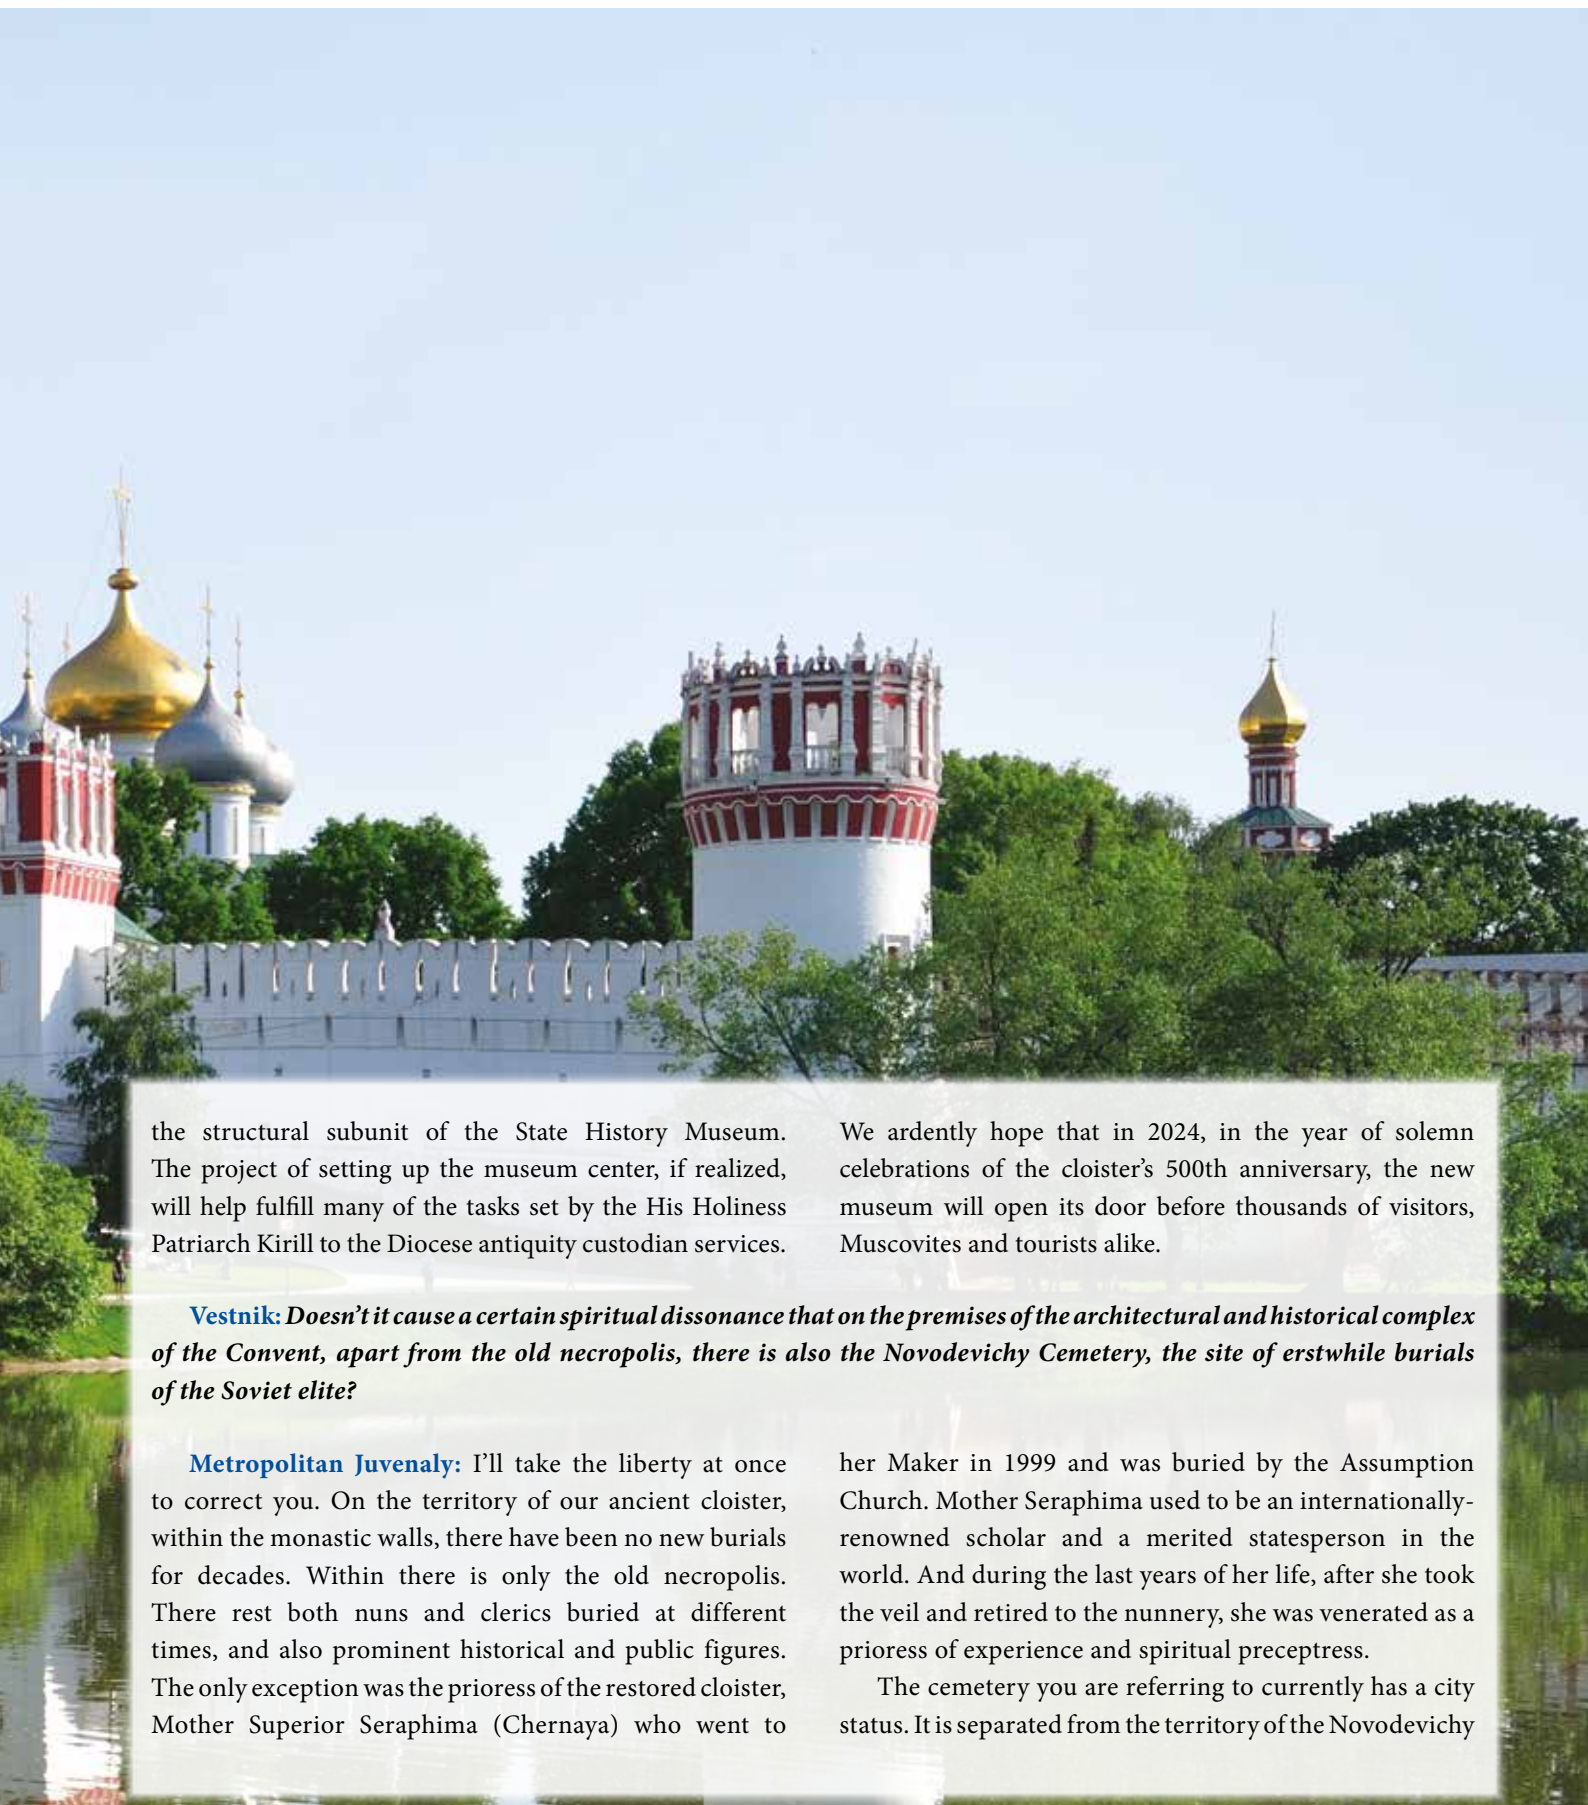 the structural subunit of the State History Museum.
The project of setting up the museum center, if realized,
will help fulfill many of the tasks set by the His Holiness
Patriarch Kirill to the Diocese antiquity custodian services.
We ardently hope that in 2024, in the year of solemn
celebrations of the cloister’s 500th anniversary, the new
museum will open its door before thousands of visitors,
Muscovites and tourists alike.
Vestnik: Doesn’t it cause a certain spiritual dissonance that on the premises of the architectural and historical complex
of the Convent, apart from the old necropolis, there is also the Novodevichy Cemetery, the site of erstwhile burials
of the Soviet elite?
Metropolitan Juvenaly: I’ll take the liberty at once
to correct you. On the territory of our ancient cloister,
within the monastic walls, there have been no new burials
for decades. Within there is only the old necropolis.
There rest both nuns and clerics buried at different
times, and also prominent historical and public figures.
The only exception was the prioress of the restored cloister,
Mother Superior Seraphima (Chernaya) who went to
her Maker in 1999 and was buried by the Assumption
Church. Mother Seraphima used to be an internationally-
renowned scholar and a merited statesperson in the
world. And during the last years of her life, after she took
the veil and retired to the nunnery, she was venerated as a
prioress of experience and spiritual preceptress.
The cemetery you are referring to currently has a city
status. It is separated from the territory of the Novodevichy